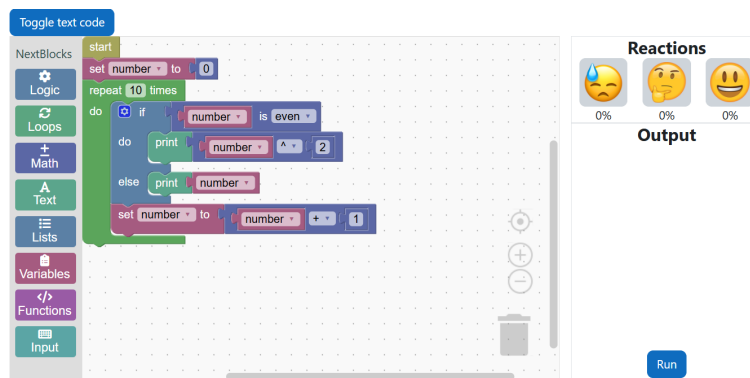 Toggle text code
NextBlocks
Logic
Loops
Math
Text
Lists
Variables
Functions
Input
start
set number to 0
repeat 10 times
do if number is even
do print number ^ 2
else print number
set number to number + 1
Reactions
0% 0% 0%
Output
Run